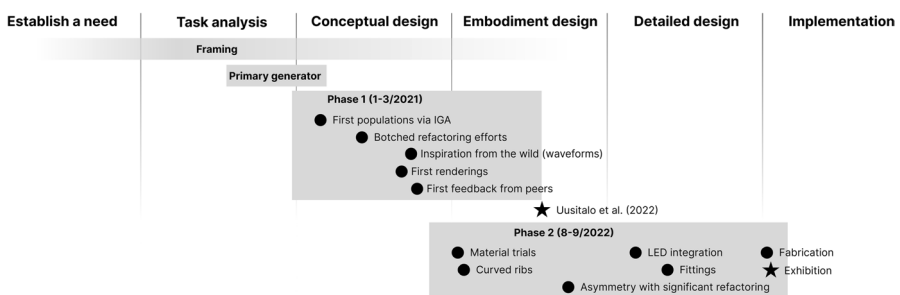 Establish a need Task analysis Conceptual design Embodiment design Detailed design Implementation
Framing
Primary generator
Phase 1 (1-3/2021)
First populations via IGA
Botched refactoring efforts
Inspiration from the wild (waveforms)
First renderings
First feedback from peers
Uusitalo et al. (2022)
Phase 2 (8-9/2022)
Material trials LED integration Fabrication
Curved ribs Fittings Exhibition
Asymmetry with significant refactoring